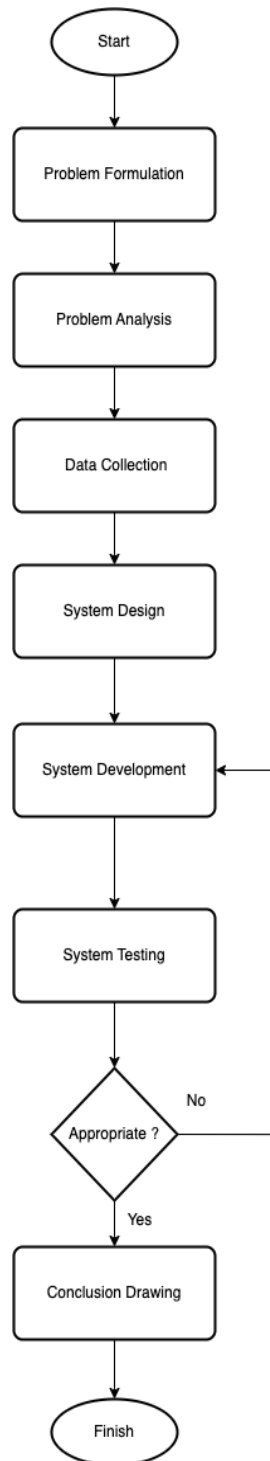 Start
Problem Formulation
Problem Analysis
Data Collection
System Design
System Development
System Testing
Appropriate ?
No
Yes
Conclusion Drawing
Finish